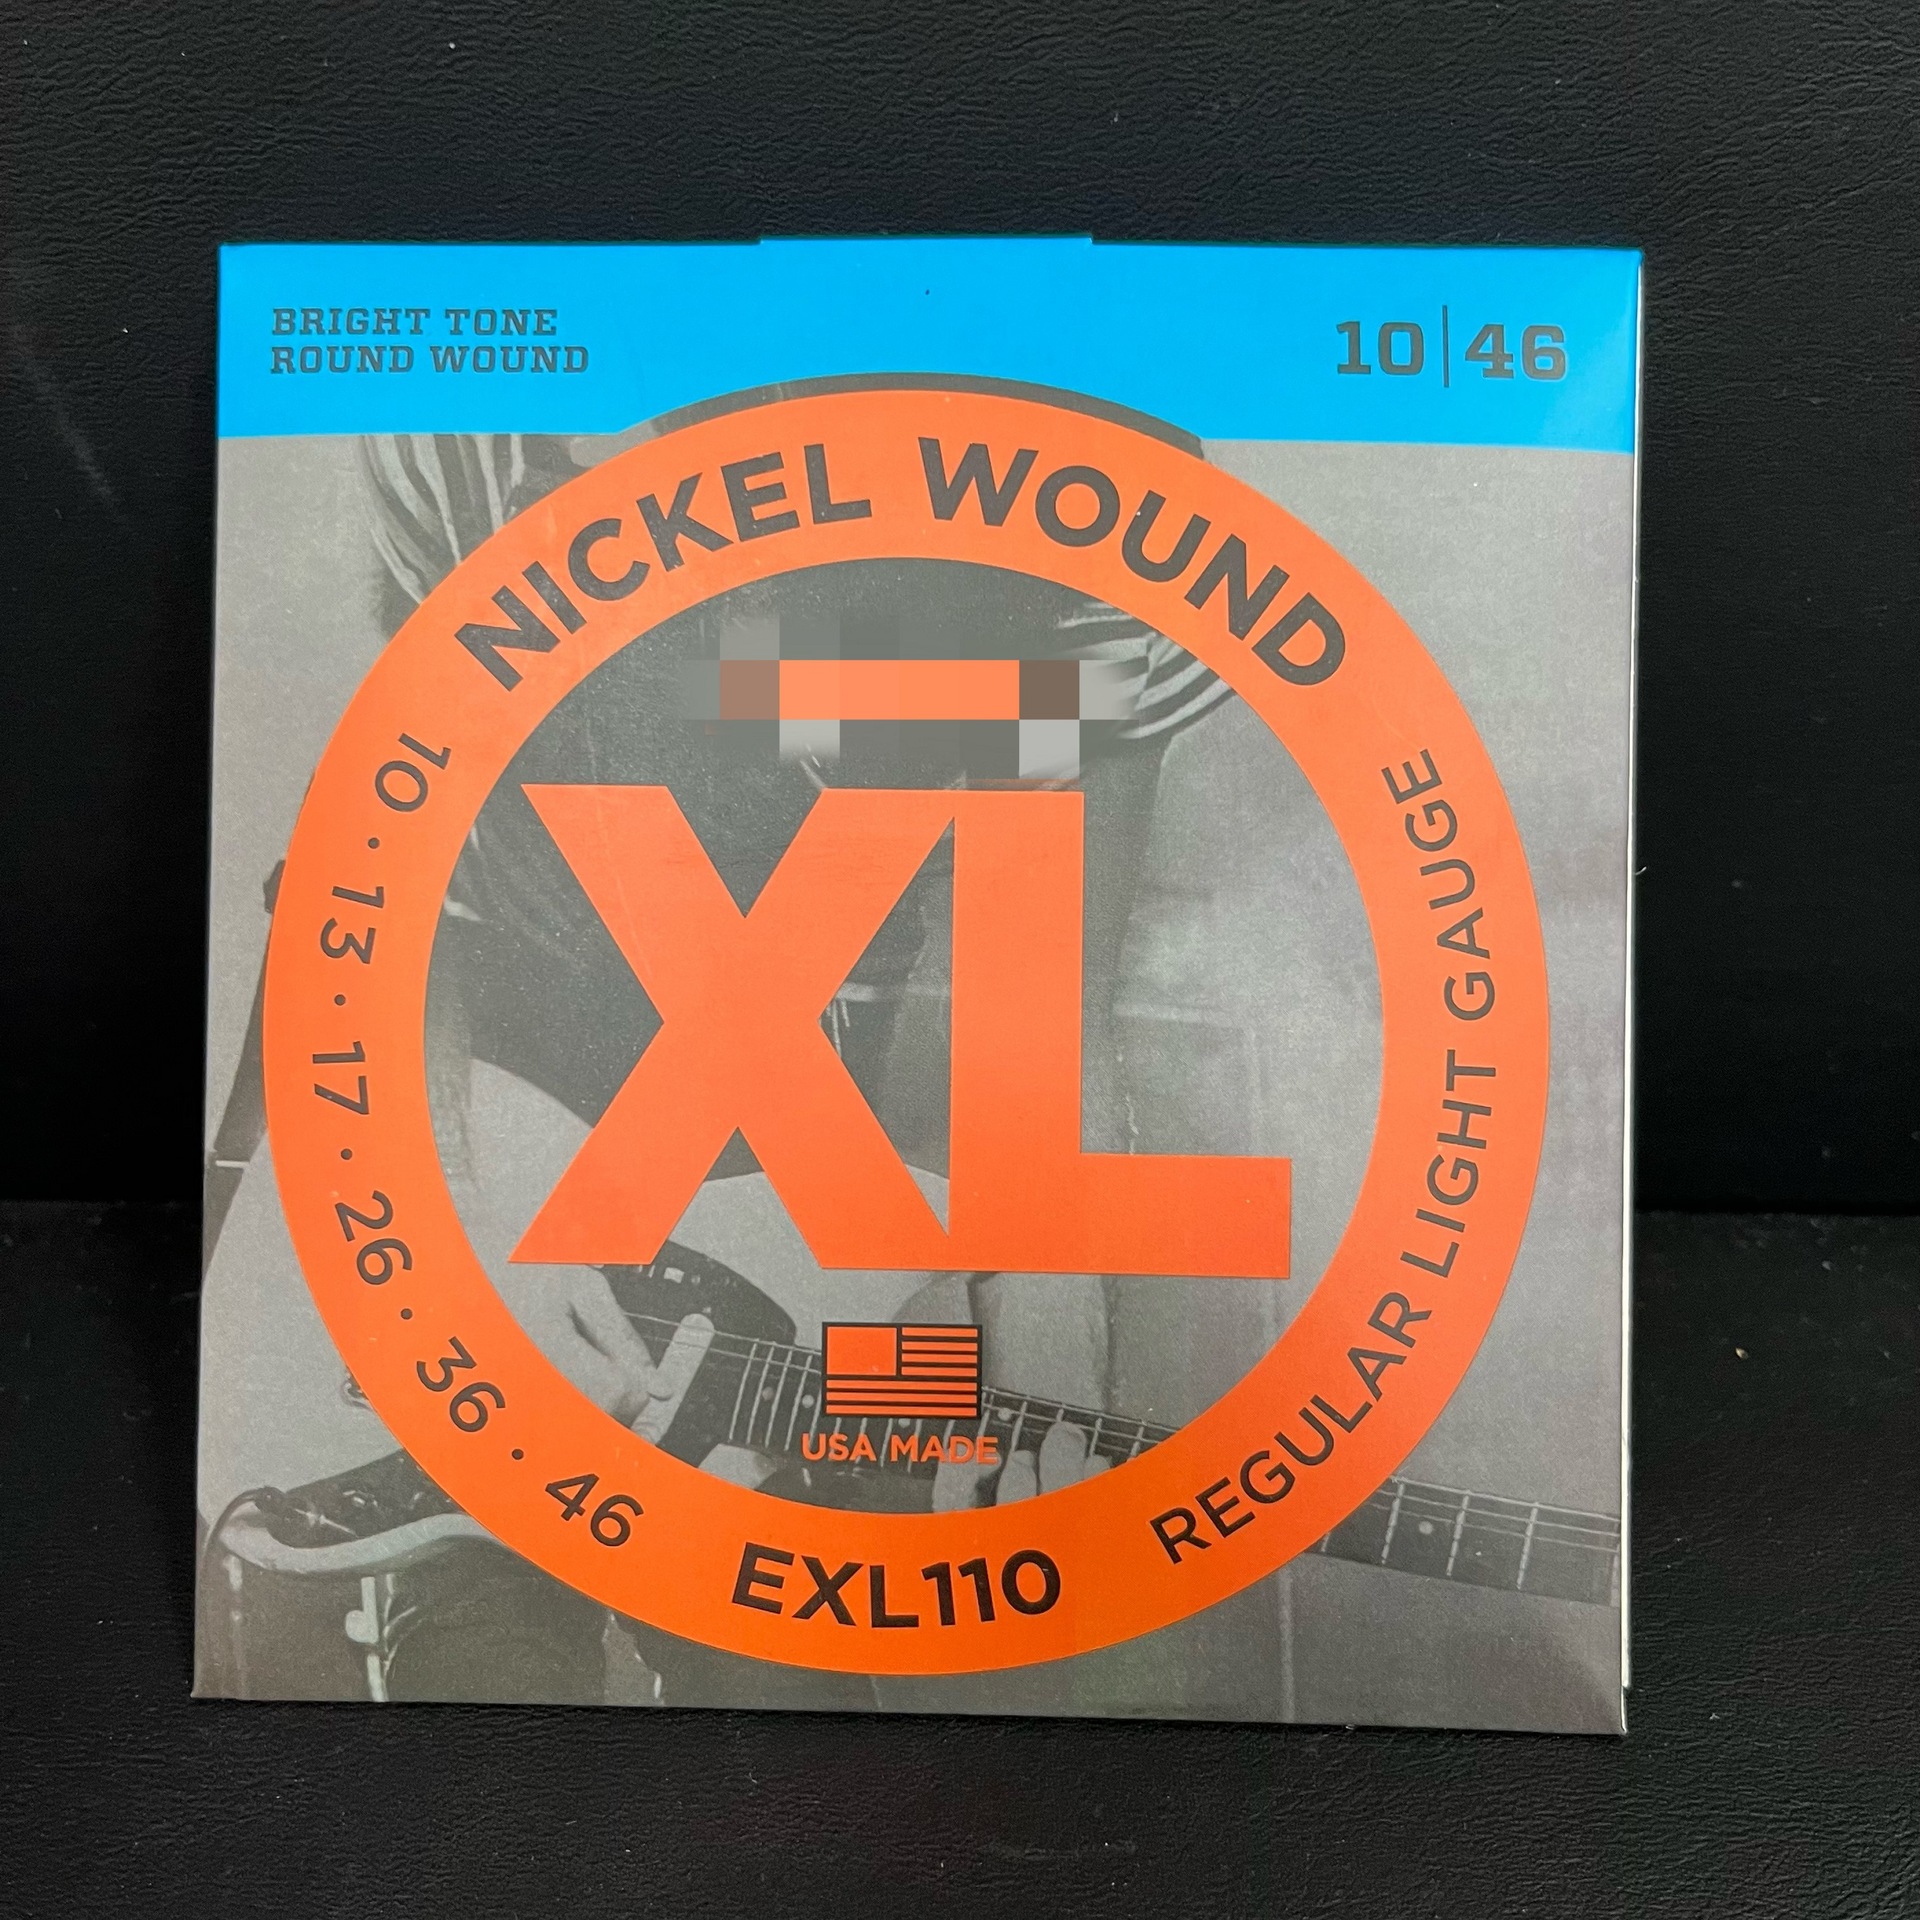 BRIGHT TONE
ROUND WOUND
10|46
NICKEL WOUND
10 · 13 · 17 · 26 · 36 · 46
REGULAR LIGHT GAUGE
XL
USA MADE
EXL110